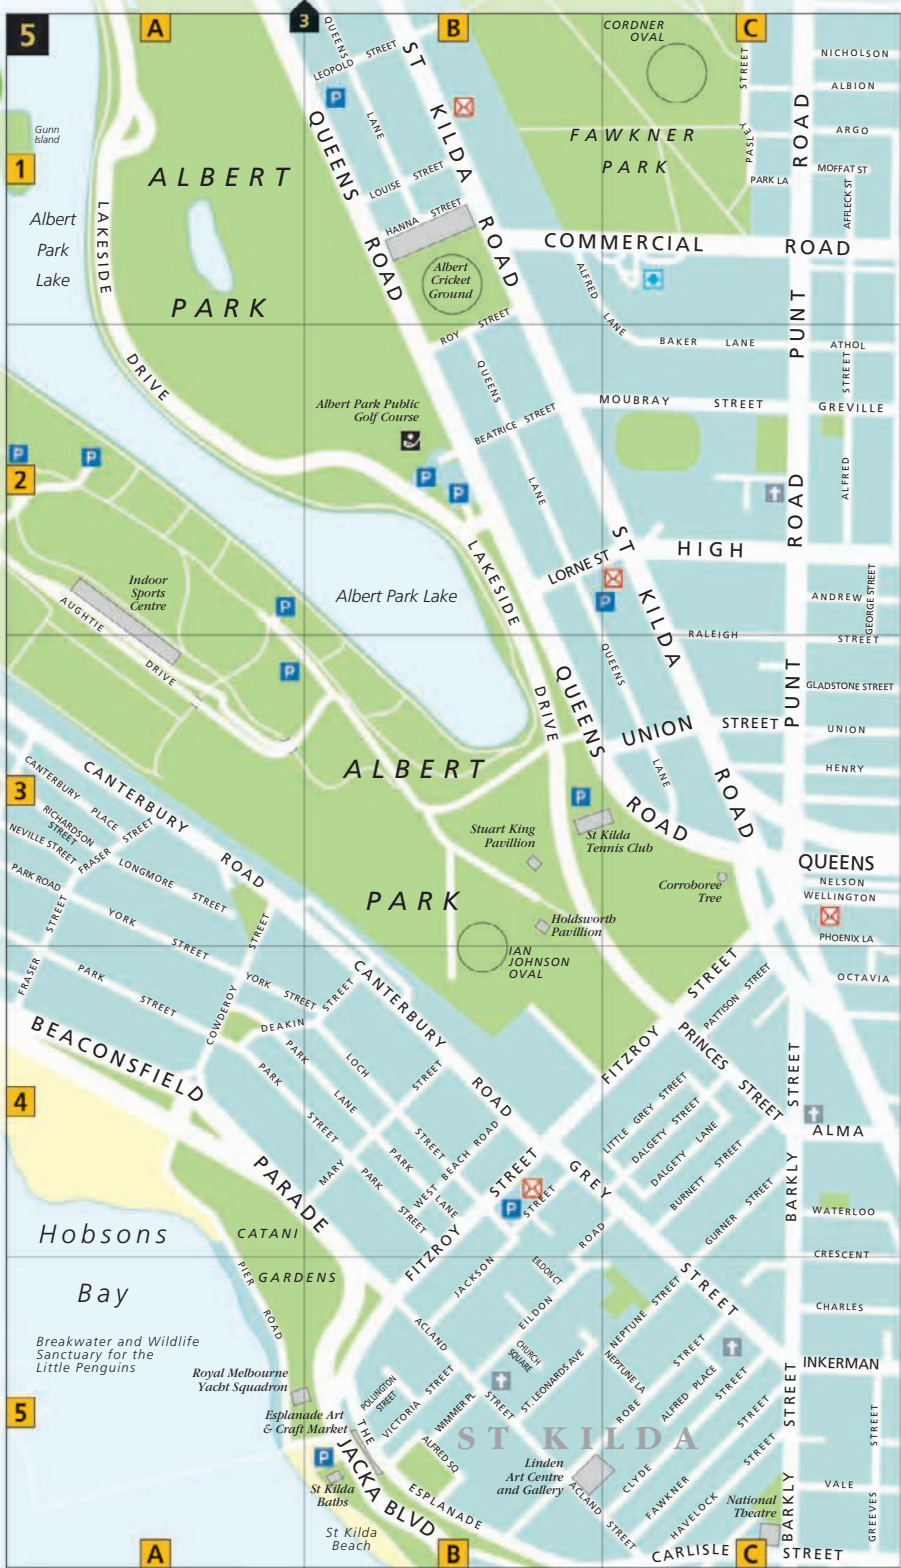 5
A
3
B
C
QUEENS
LANE
LEOPOLD STREET
ST KILDA ROAD
CORDNER
OVAL
STREET
NICHOLSON
ALBION
P
QUEENS ROAD
Gunn
Island
FAWKNER
PARK
PASLEY
ROAD
ARGO
1
ALBERT
PARK
PARK LA
MOFFAT ST
AFFLECK ST
LOUISE STREET
HANNA STREET
Albert
Park
Lake
LAKESIDE
DRIVE
COMMERCIAL ROAD
Albert
Cricket
Ground
ALFRED LANE
PUNT
ROY STREET
BAKER LANE
ATHOL
STREET
QUEENS
LANE
Albert Park Public
Golf Course
BEATRICE STREET
MOUBRAY STREET
GREVILLE
P
P
2
P
P
ALFRED
ROAD
ST KILDA ROAD
HIGH
LORNE ST
LAKESIDE
DRIVE
Indoor
Sports
Centre
Albert Park Lake
P
P
ANDREW
GEORGE STREET
AUGHTIE
DRIVE
RALEIGH
STREET
P
QUEENS
LANE
QUEENS ROAD
PUNT
GLADSTONE STREET
UNION STREET
UNION
HENRY
ALBERT
PARK
3
CANTERBURY
ROAD
CANTERBURY
PLACE
RICHARDSON
STREET
NEVILLE STREET
FRASER STREET
PARK ROAD
LONGMORE
STREET
P
Stuart King
Pavillion
St Kilda
Tennis Club
QUEENS
NELSON
WELLINGTON
Corroboree
Tree
PHOENIX LA
YORK
STREET
STREET
STREET
Holdsworth
Pavillion
IAN
JOHNSON
OVAL
OCTAVIA
FRASER
PARK
STREET
COWDEROY
YORK STREET
STREET
DEAKIN
CANTERBURY
ROAD
FITZROY STREET
PATTISON STREET
PRINCES STREET
BEACONSFIELD
PARADE
4
PARK
LANE
PARK
STREET
LOCH
STREET
STREET
MARY
PARK
LANE
PARK
STREET
WEST BEACH ROAD
LITTLE GREY STREET
DALGETY STREET
DALGETY LANE
BURNETT STREET
GURNER STREET
STREET
BARKLY
ALMA
WATERLOO
CRESCENT
FITZROY STREET
P
STREET
GREY
STREET
ROAD
Hobsons
Bay
CATANI
GARDENS
PIER
ROAD
JACKSON
EILDON CT
EILDON
ACLAND
STREET
CHURCH
SQUARE
NEPTUNE STREET
NEPTUNE LA
CHARLES
Breakwater and Wildlife
Sanctuary for the
Little Penguins
INKERMAN
Royal Melbourne
Yacht Squadron
POLLINGTON
STREET
VICTORIA STREET
WIMMER PL
ST. LEONARDS AVE
ROBE
STREET
ALFRED PLACE
STREET
STREET
STREET
5
Esplanade Art
& Craft Market
THE
ESPLANADE
ALFRED SQ
ST KILDA
P
JACKA BLVD
St Kilda
Baths
Linden
Art Centre
and Gallery
ACLAND
STREET
CLYDE
FAWKNER
STREET
STREET
HAVELOCK
National
Theatre
BARKLY
VALE
GREEVES
St Kilda
Beach
CARLISLE STREET
A
B
C